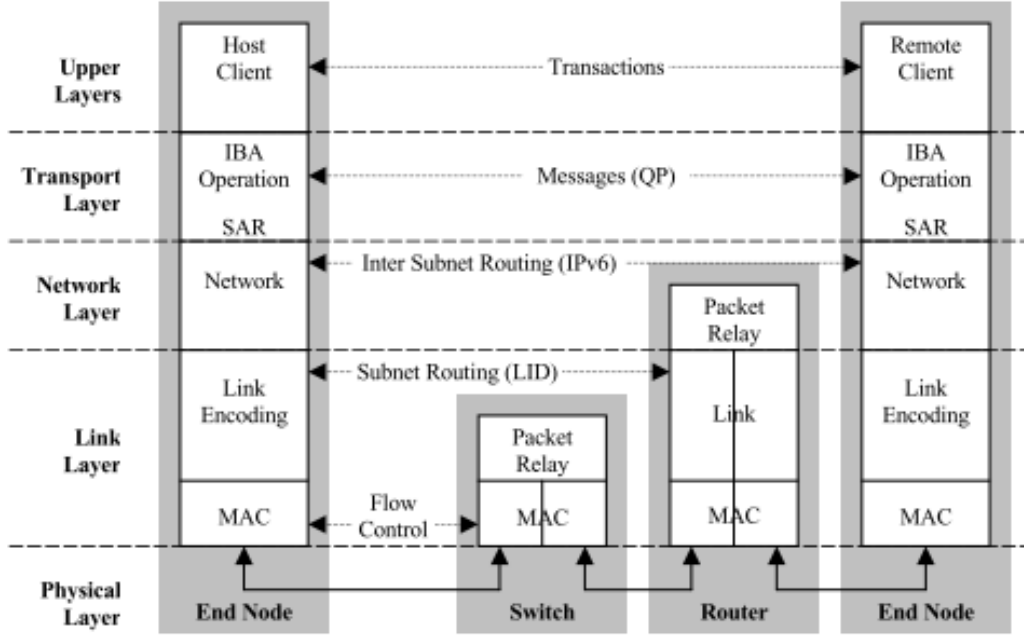 Upper
Layers
Host
Client
Transactions
Remote
Client
Transport
Layer
IBA
Operation
SAR
Messages (QP)
IBA
Operation
SAR
Network
Layer
Network
Inter Subnet Routing (IPv6)
Packet
Relay
Network
Link
Layer
Link
Encoding
Subnet Routing (LID)
Packet
Relay
Link
Link
Encoding
MAC
Flow
Control
MAC
MAC
MAC
Physical
Layer
End Node
Switch
Router
End Node